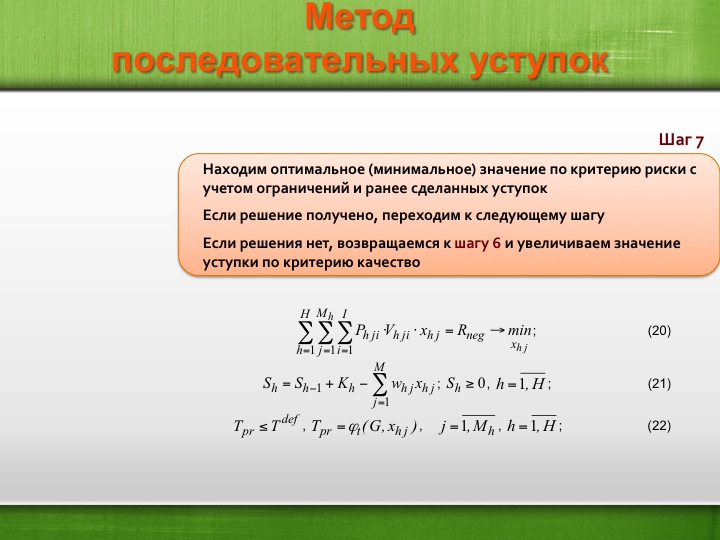 Метод
последовательных уступок
Шаг 7
Находим оптимальное (минимальное) значение по критерию риски с
учетом ограничений и ранее сделанных уступок
Если решение получено, переходим к следующему шагу
Если решения нет, возвращаемся к шагу 6 и увеличиваем значение
уступки по критерию качество
$\sum_{h=1}^{H} \sum_{j=1}^{M_h} \sum_{i=1}^{I} P_{hji} \cdot V_{hji} \cdot x_{hj} = R_{neg} \to \min_{x_{hj}}$; (20)
$S_h = S_{h-1} + K_h - \sum_{j=1}^{M} w_{hj} x_{hj}$; $S_h \geq 0$, $h = \overline{1, H}$; (21)
$T_{pr} \leq T^{def}$, $T_{pr} = \varphi_t(G, x_{hj})$, $j = \overline{1, M_h}$, $h = \overline{1, H}$; (22)